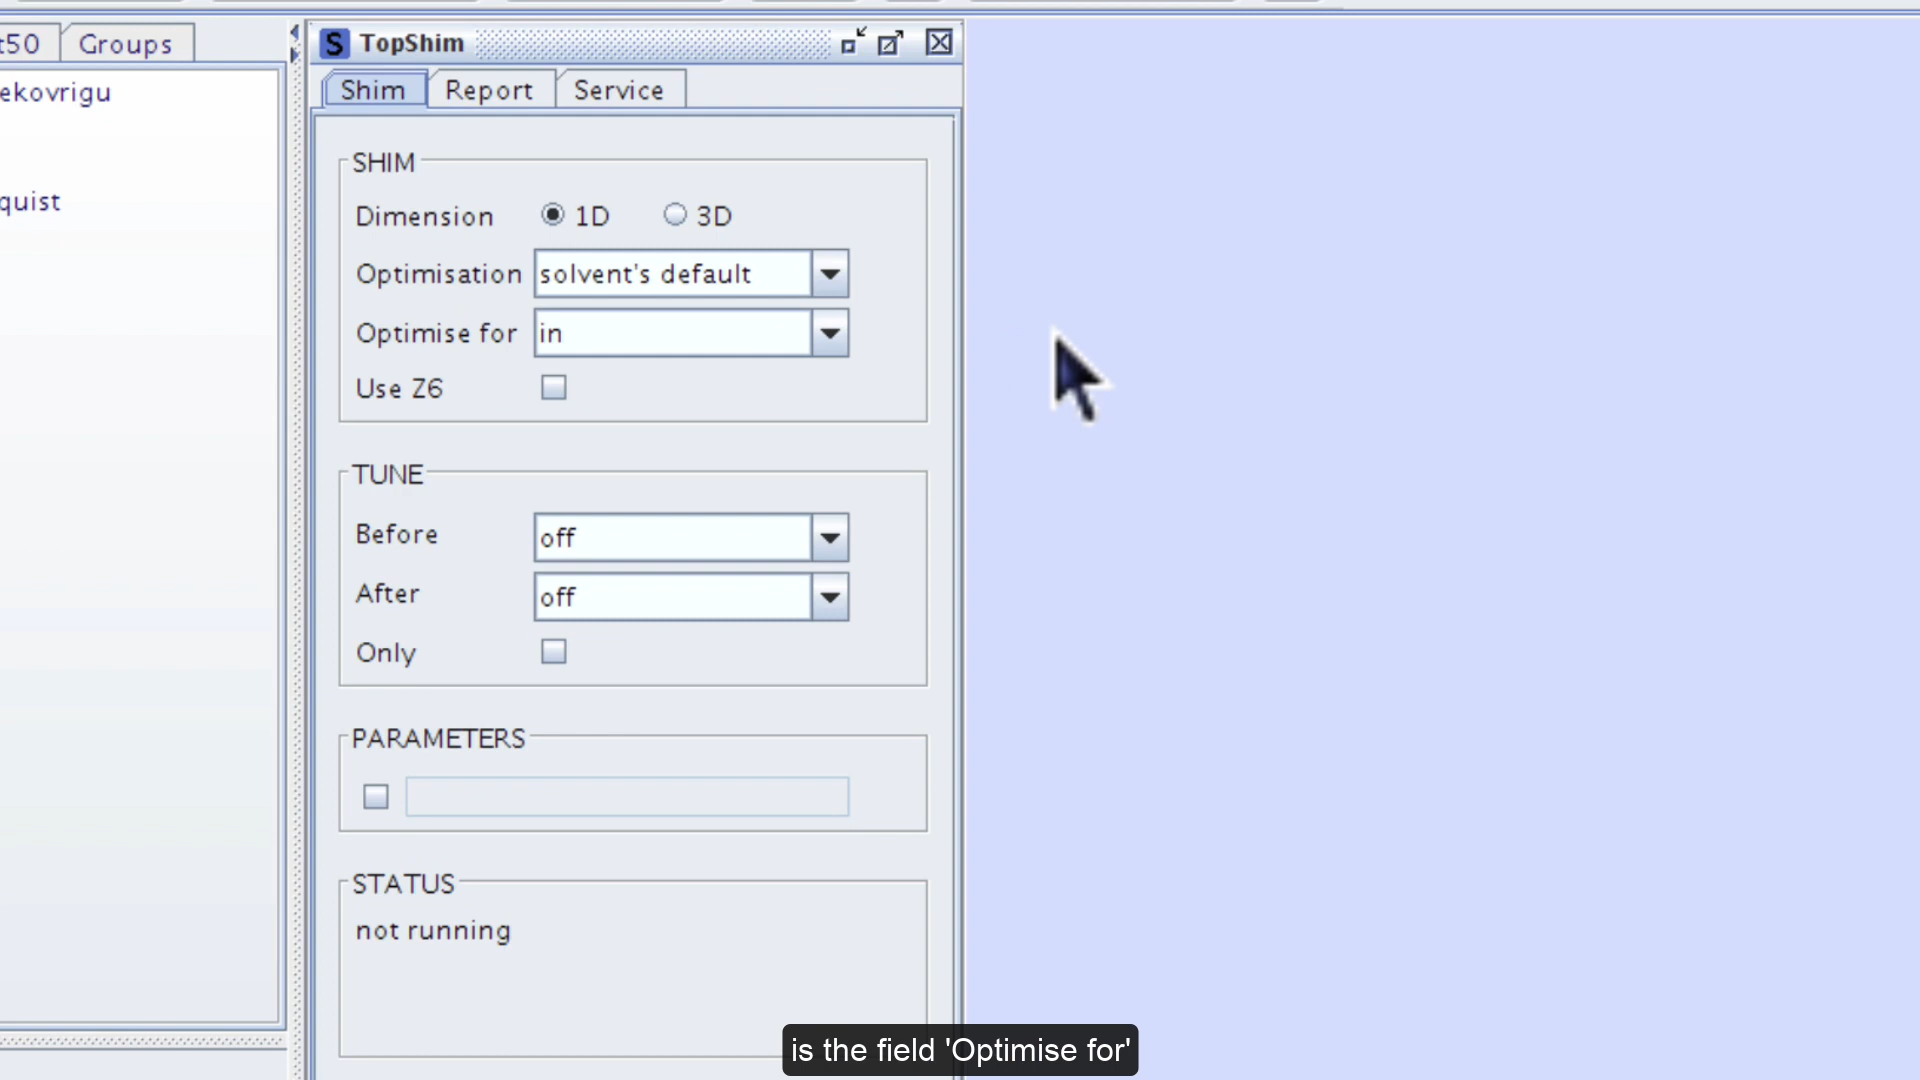 t50 Groups
ekovrigu
quist
S TopShim
Shim Report Service
SHIM
Dimension 1D 3D
Optimisation solvent's default
Optimise for in
Use Z6
TUNE
Before off
After off
Only
PARAMETERS
STATUS
not running
is the field 'Optimise for'